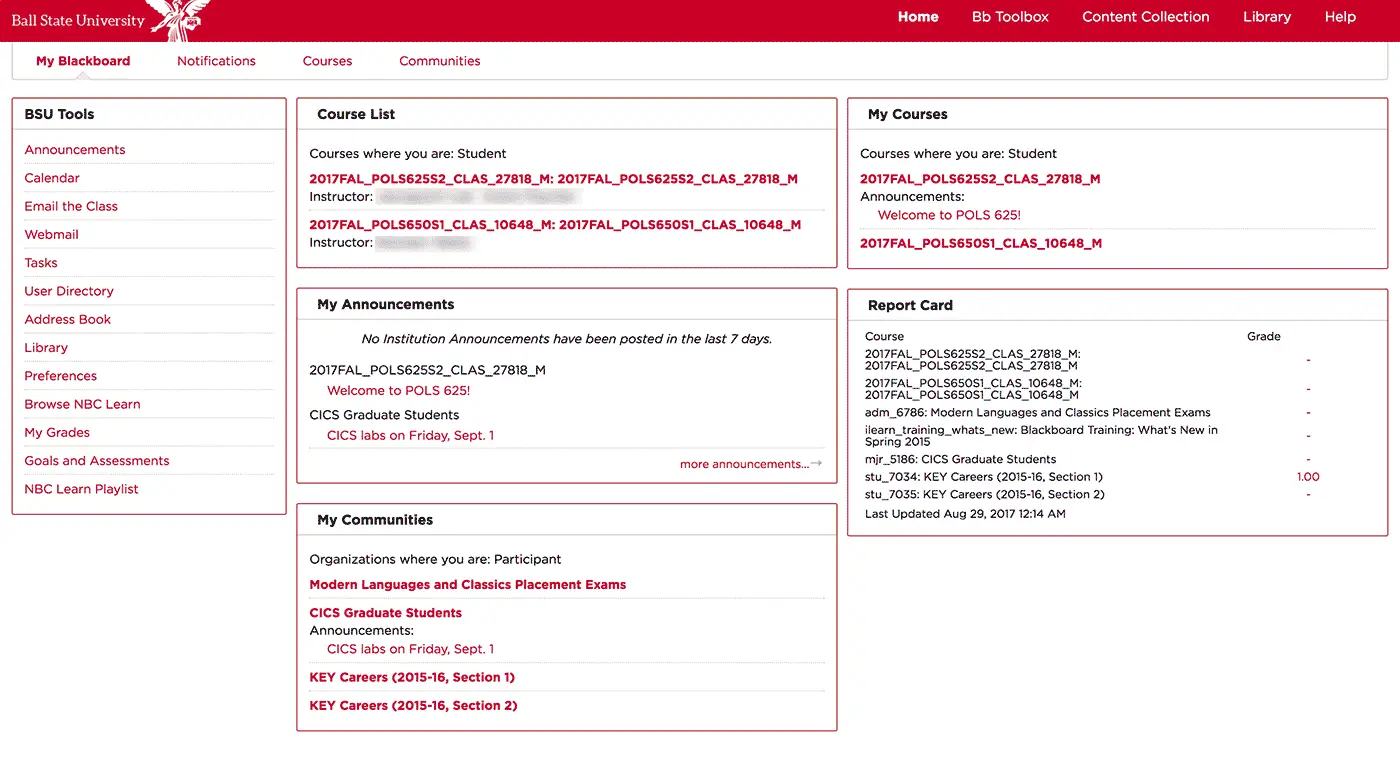 Ball State University
Home Bb Toolbox Content Collection Library Help
My Blackboard Notifications Courses Communities
BSU Tools
Announcements
Calendar
Email the Class
Webmail
Tasks
User Directory
Address Book
Library
Preferences
Browse NBC Learn
My Grades
Goals and Assessments
NBC Learn Playlist
Course List
Courses where you are: Student
2017FAL_POLS625S2_CLAS_27818_M: 2017FAL_POLS625S2_CLAS_27818_M
Instructor:
2017FAL_POLS650S1_CLAS_10648_M: 2017FAL_POLS650S1_CLAS_10648_M
Instructor:
My Announcements
No Institution Announcements have been posted in the last 7 days.
2017FAL_POLS625S2_CLAS_27818_M
Welcome to POLS 625!
CICS Graduate Students
CICS labs on Friday, Sept. 1
more announcements...→
My Communities
Organizations where you are: Participant
Modern Languages and Classics Placement Exams
CICS Graduate Students
Announcements:
CICS labs on Friday, Sept. 1
KEY Careers (2015-16, Section 1)
KEY Careers (2015-16, Section 2)
My Courses
Courses where you are: Student
2017FAL_POLS625S2_CLAS_27818_M
Announcements:
Welcome to POLS 625!
2017FAL_POLS650S1_CLAS_10648_M
Report Card
Course Grade
2017FAL_POLS625S2_CLAS_27818_M:
2017FAL_POLS625S2_CLAS_27818_M -
2017FAL_POLS650S1_CLAS_10648_M:
2017FAL_POLS650S1_CLAS_10648_M -
adm_6786: Modern Languages and Classics Placement Exams -
ilearn_training_whats_new: Blackboard Training: What's New in
Spring 2015 -
mjr_5186: CICS Graduate Students -
stu_7034: KEY Careers (2015-16, Section 1) 1.00
stu_7035: KEY Careers (2015-16, Section 2) -
Last Updated Aug 29, 2017 12:14 AM